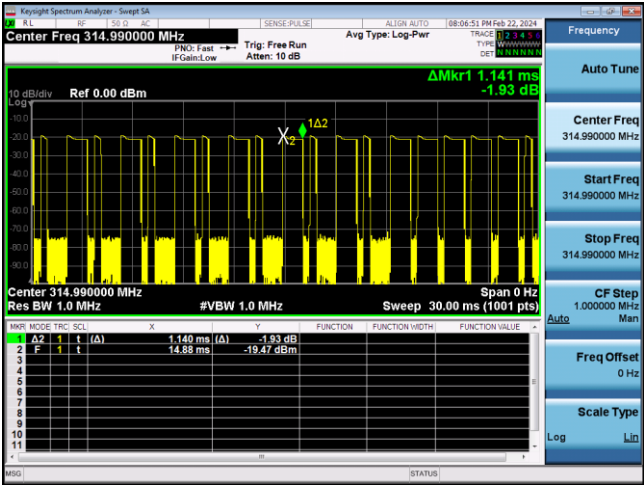 Keysight Spectrum Analyzer - Swept SA
RL RF 50 Ω AC SENSE:PULSE ALIGN AUTO 08:06:51 PM Feb 22, 2024
Center Freq 314.990000 MHz Avg Type: Log-Pwr TRACE 1 2 3 4 5 6
PNO: Fast Trig: Free Run TYPE WWWWWW
IFGain:Low Atten: 10 dB DET N N N N N N
ΔMkr1 1.141 ms
-1.93 dB
10 dB/div Ref 0.00 dBm
Log
-10.0
-20.0
-30.0
-40.0
-50.0
-60.0
-70.0
-80.0
-90.0
1Δ2
X2
Center 314.990000 MHz Span 0 Hz
Res BW 1.0 MHz #VBW 1.0 MHz Sweep 30.00 ms (1001 pts)
MKR MODE TRC SCL X Y FUNCTION FUNCTION WIDTH FUNCTION VALUE
1 Δ2 1 t (Δ) 1.140 ms (Δ) -1.93 dB
2 F 1 t 14.88 ms -19.47 dBm
3
4
5
6
7
8
9
10
11
MSG STATUS
Frequency
Auto Tune
Center Freq
314.990000 MHz
Start Freq
314.990000 MHz
Stop Freq
314.990000 MHz
CF Step
1.000000 MHz
Auto Man
Freq Offset
0 Hz
Scale Type
Log Lin